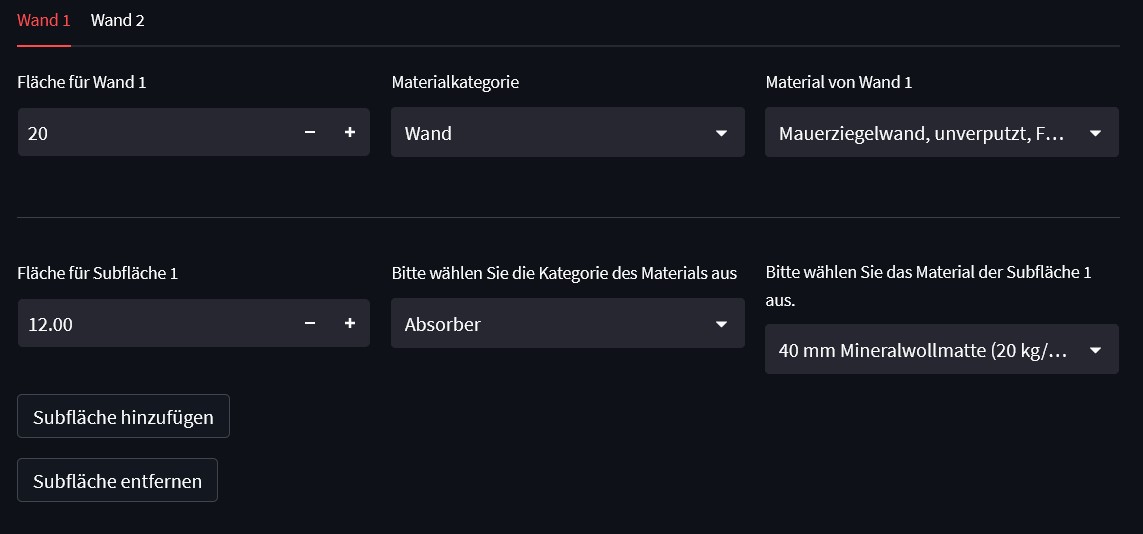 Wand 1 Wand 2
Fläche für Wand 1 Materialkategorie Material von Wand 1
20 Wand Mauerziegelwand, unverputzt, F...
Fläche für Subfläche 1 Bitte wählen Sie die Kategorie des Materials aus Bitte wählen Sie das Material der Subfläche 1
aus.
12.00 Absorber 40 mm Mineralwollmatte (20 kg/...
Subfläche hinzufügen
Subfläche entfernen